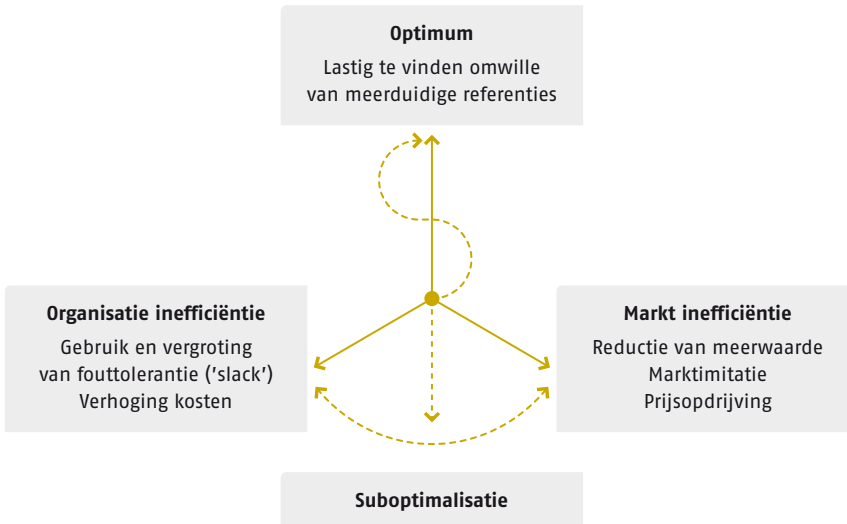 Optimum
Lastig te vinden omwille
van meerduidige referenties
Organisatie inefficiëntie
Gebruik en vergroting
van fouttolerantie ('slack')
Verhoging kosten
Markt inefficiëntie
Reductie van meerwaarde
Marktimitatie
Prijsopdrijving
Suboptimalisatie